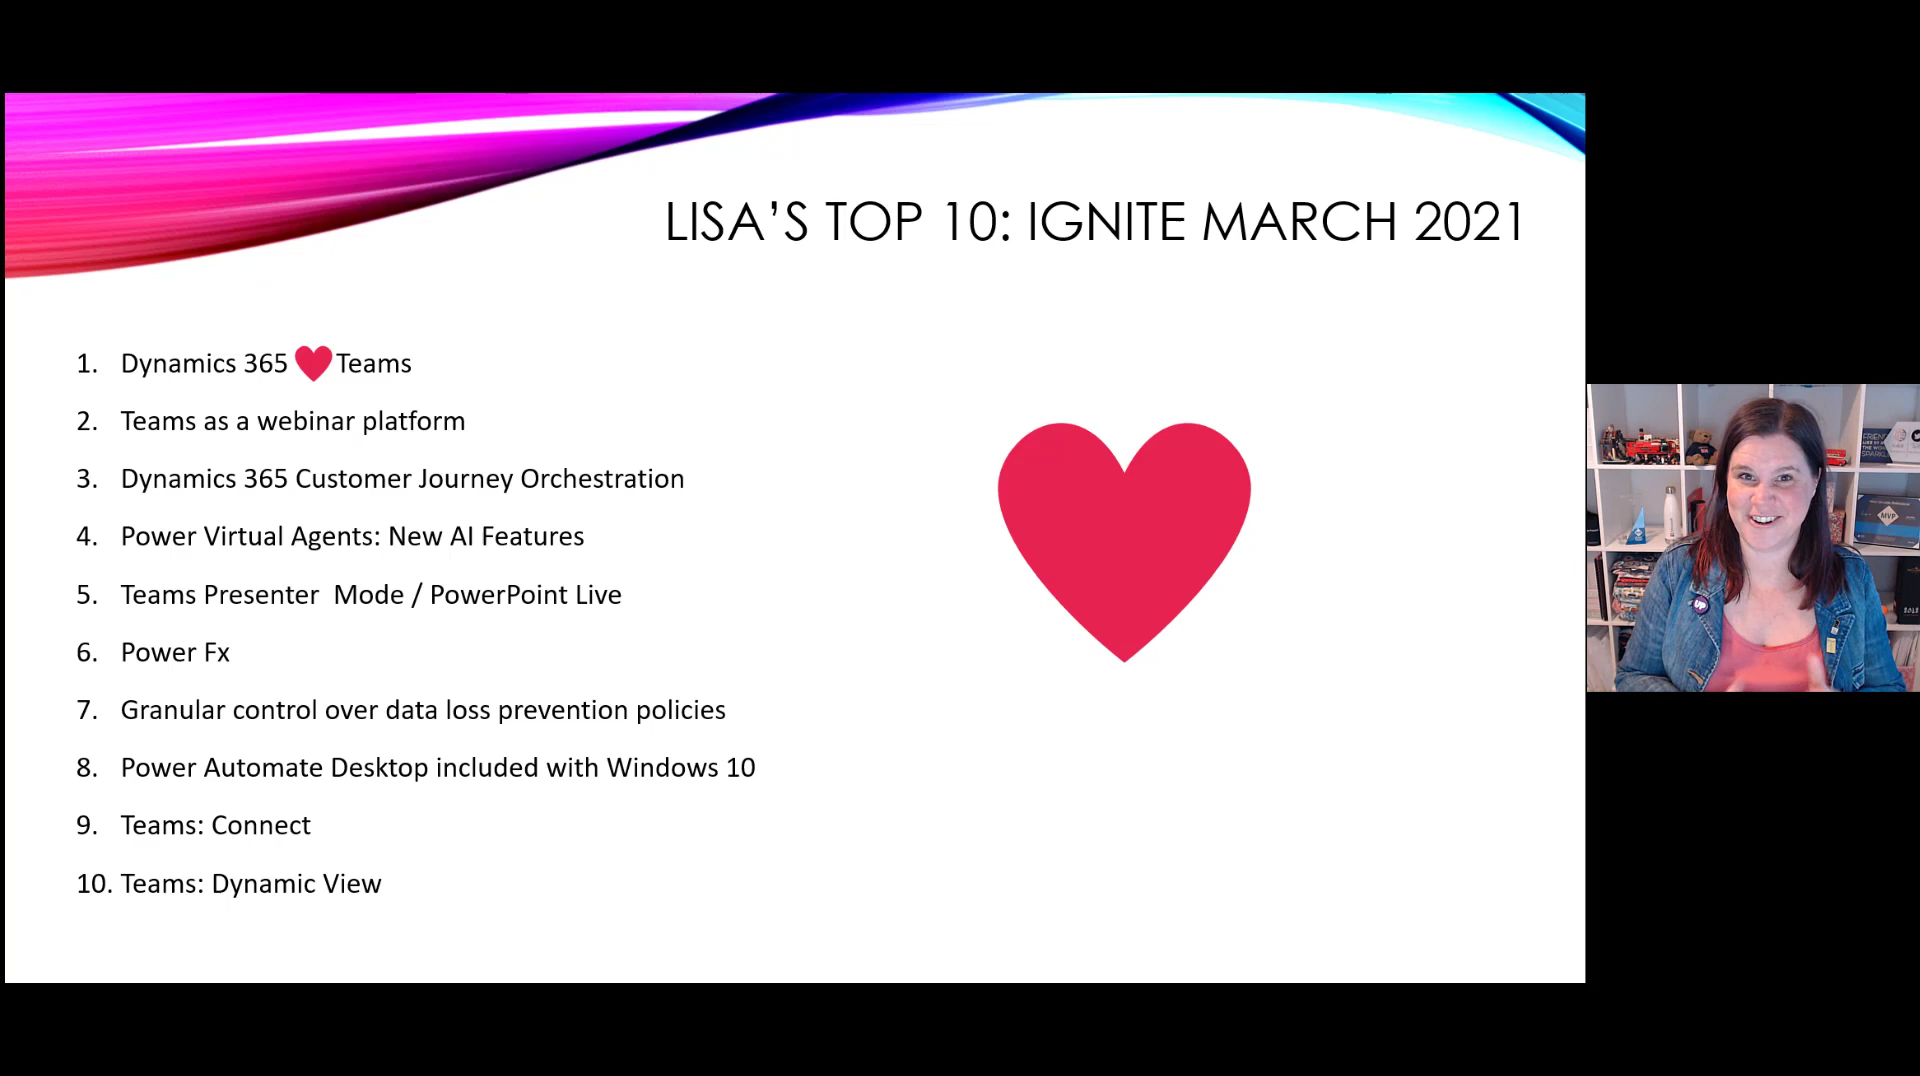 LISA’S TOP 10: IGNITE MARCH 2021
1. Dynamics 365 Teams
2. Teams as a webinar platform
3. Dynamics 365 Customer Journey Orchestration
4. Power Virtual Agents: New AI Features
5. Teams Presenter  Mode / PowerPoint Live
6. Power Fx
7. Granular control over data loss prevention policies
8. Power Automate Desktop included with Windows 10
9. Teams: Connect
10. Teams: Dynamic View
MVP
UP